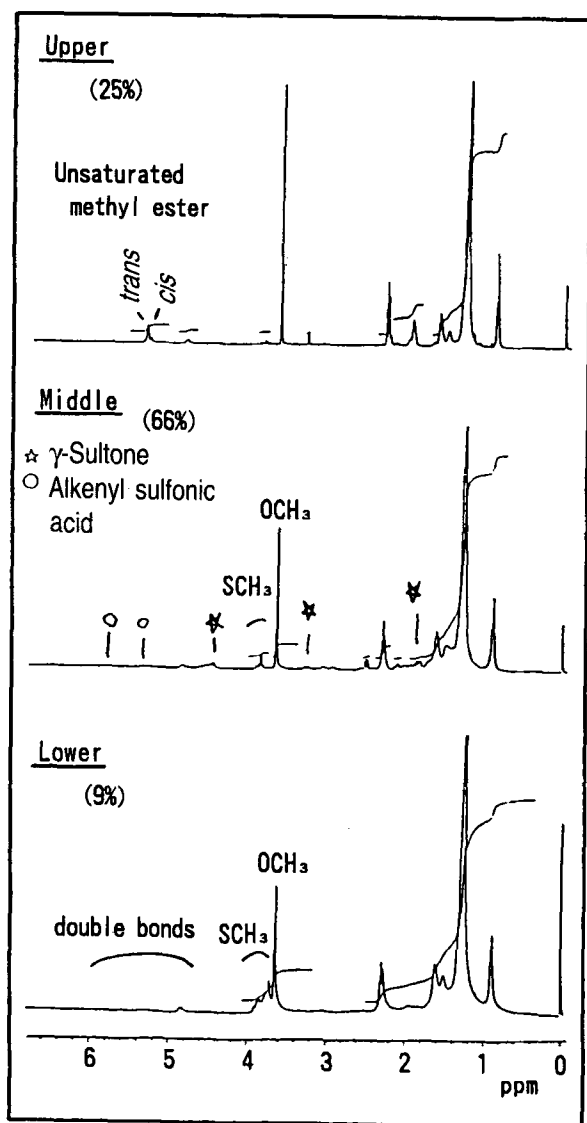 Upper
(25%)
Unsaturated
methyl ester
trans
cis
Middle (66%)
☆ γ-Sultone
○ Alkenyl sulfonic
acid
OCH₃
SCH₃
Lower
(9%)
OCH₃
double bonds
SCH₃
6 5 4 3 2 1 0
ppm